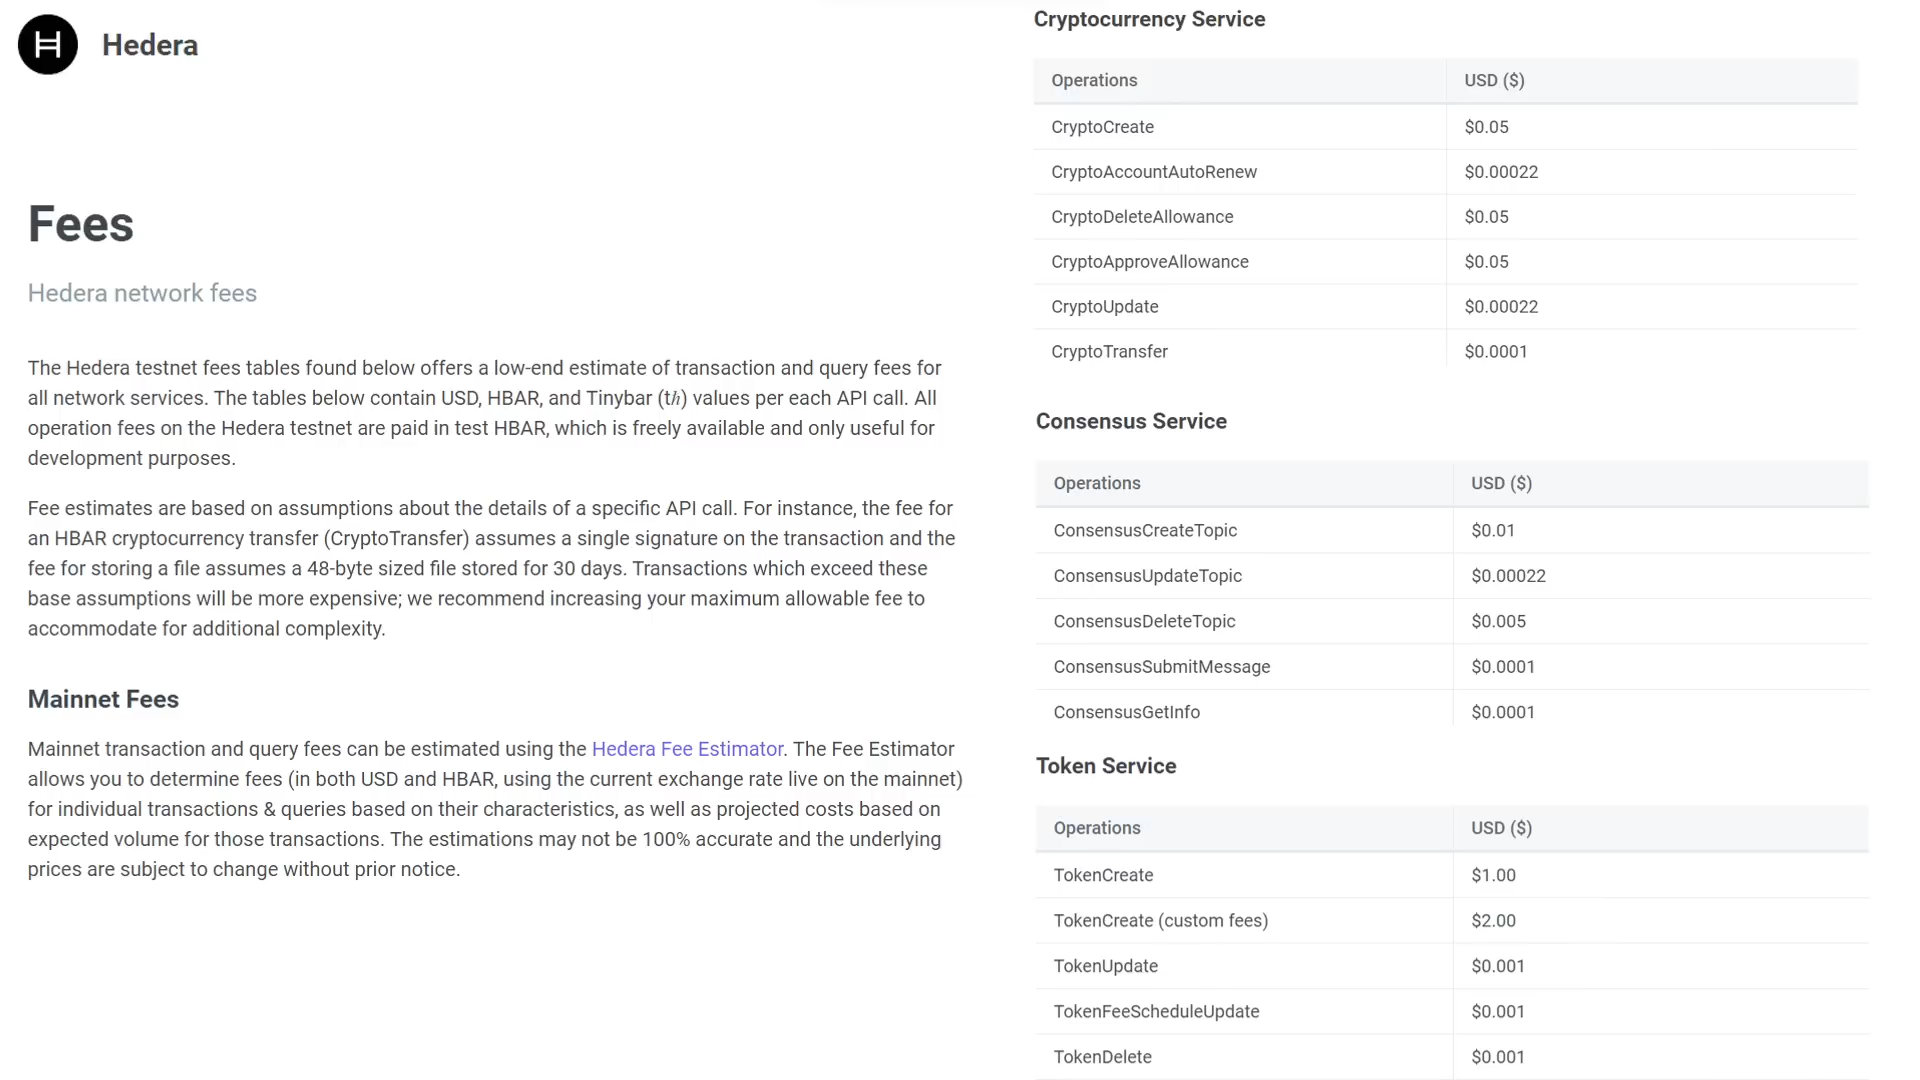 Hedera
Fees
Hedera network fees
The Hedera testnet fees tables found below offers a low-end estimate of transaction and query fees for
all network services. The tables below contain USD, HBAR, and Tinybar (tℏ) values per each API call. All
operation fees on the Hedera testnet are paid in test HBAR, which is freely available and only useful for
development purposes.
Fee estimates are based on assumptions about the details of a specific API call. For instance, the fee for
an HBAR cryptocurrency transfer (CryptoTransfer) assumes a single signature on the transaction and the
fee for storing a file assumes a 48-byte sized file stored for 30 days. Transactions which exceed these
base assumptions will be more expensive; we recommend increasing your maximum allowable fee to
accommodate for additional complexity.
Mainnet Fees
Mainnet transaction and query fees can be estimated using the Hedera Fee Estimator. The Fee Estimator
allows you to determine fees (in both USD and HBAR, using the current exchange rate live on the mainnet)
for individual transactions & queries based on their characteristics, as well as projected costs based on
expected volume for those transactions. The estimations may not be 100% accurate and the underlying
prices are subject to change without prior notice.
Cryptocurrency Service
Operations USD ($)
CryptoCreate $0.05
CryptoAccountAutoRenew $0.00022
CryptoDeleteAllowance $0.05
CryptoApproveAllowance $0.05
CryptoUpdate $0.00022
CryptoTransfer $0.0001
Consensus Service
Operations USD ($)
ConsensusCreateTopic $0.01
ConsensusUpdateTopic $0.00022
ConsensusDeleteTopic $0.005
ConsensusSubmitMessage $0.0001
ConsensusGetInfo $0.0001
Token Service
Operations USD ($)
TokenCreate $1.00
TokenCreate (custom fees) $2.00
TokenUpdate $0.001
TokenFeeScheduleUpdate $0.001
TokenDelete $0.001